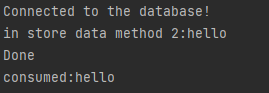 Connected to the database!
in store data method 2:hello
Done
consumed:hello